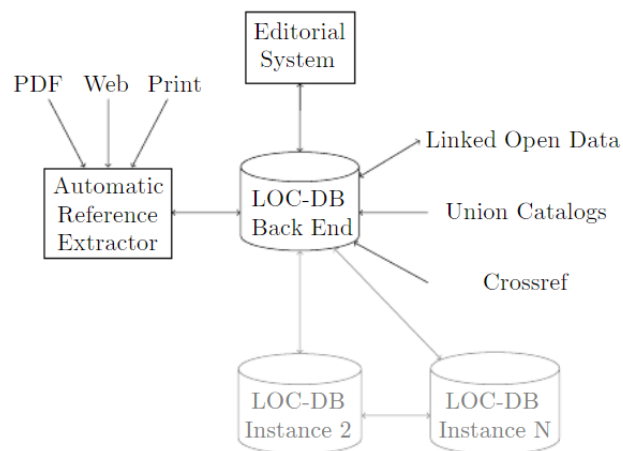 Editorial
System
PDF Web Print
Linked Open Data
Automatic
Reference
Extractor
LOC-DB
Back End
Union Catalogs
Crossref
LOC-DB
Instance 2
LOC-DB
Instance N